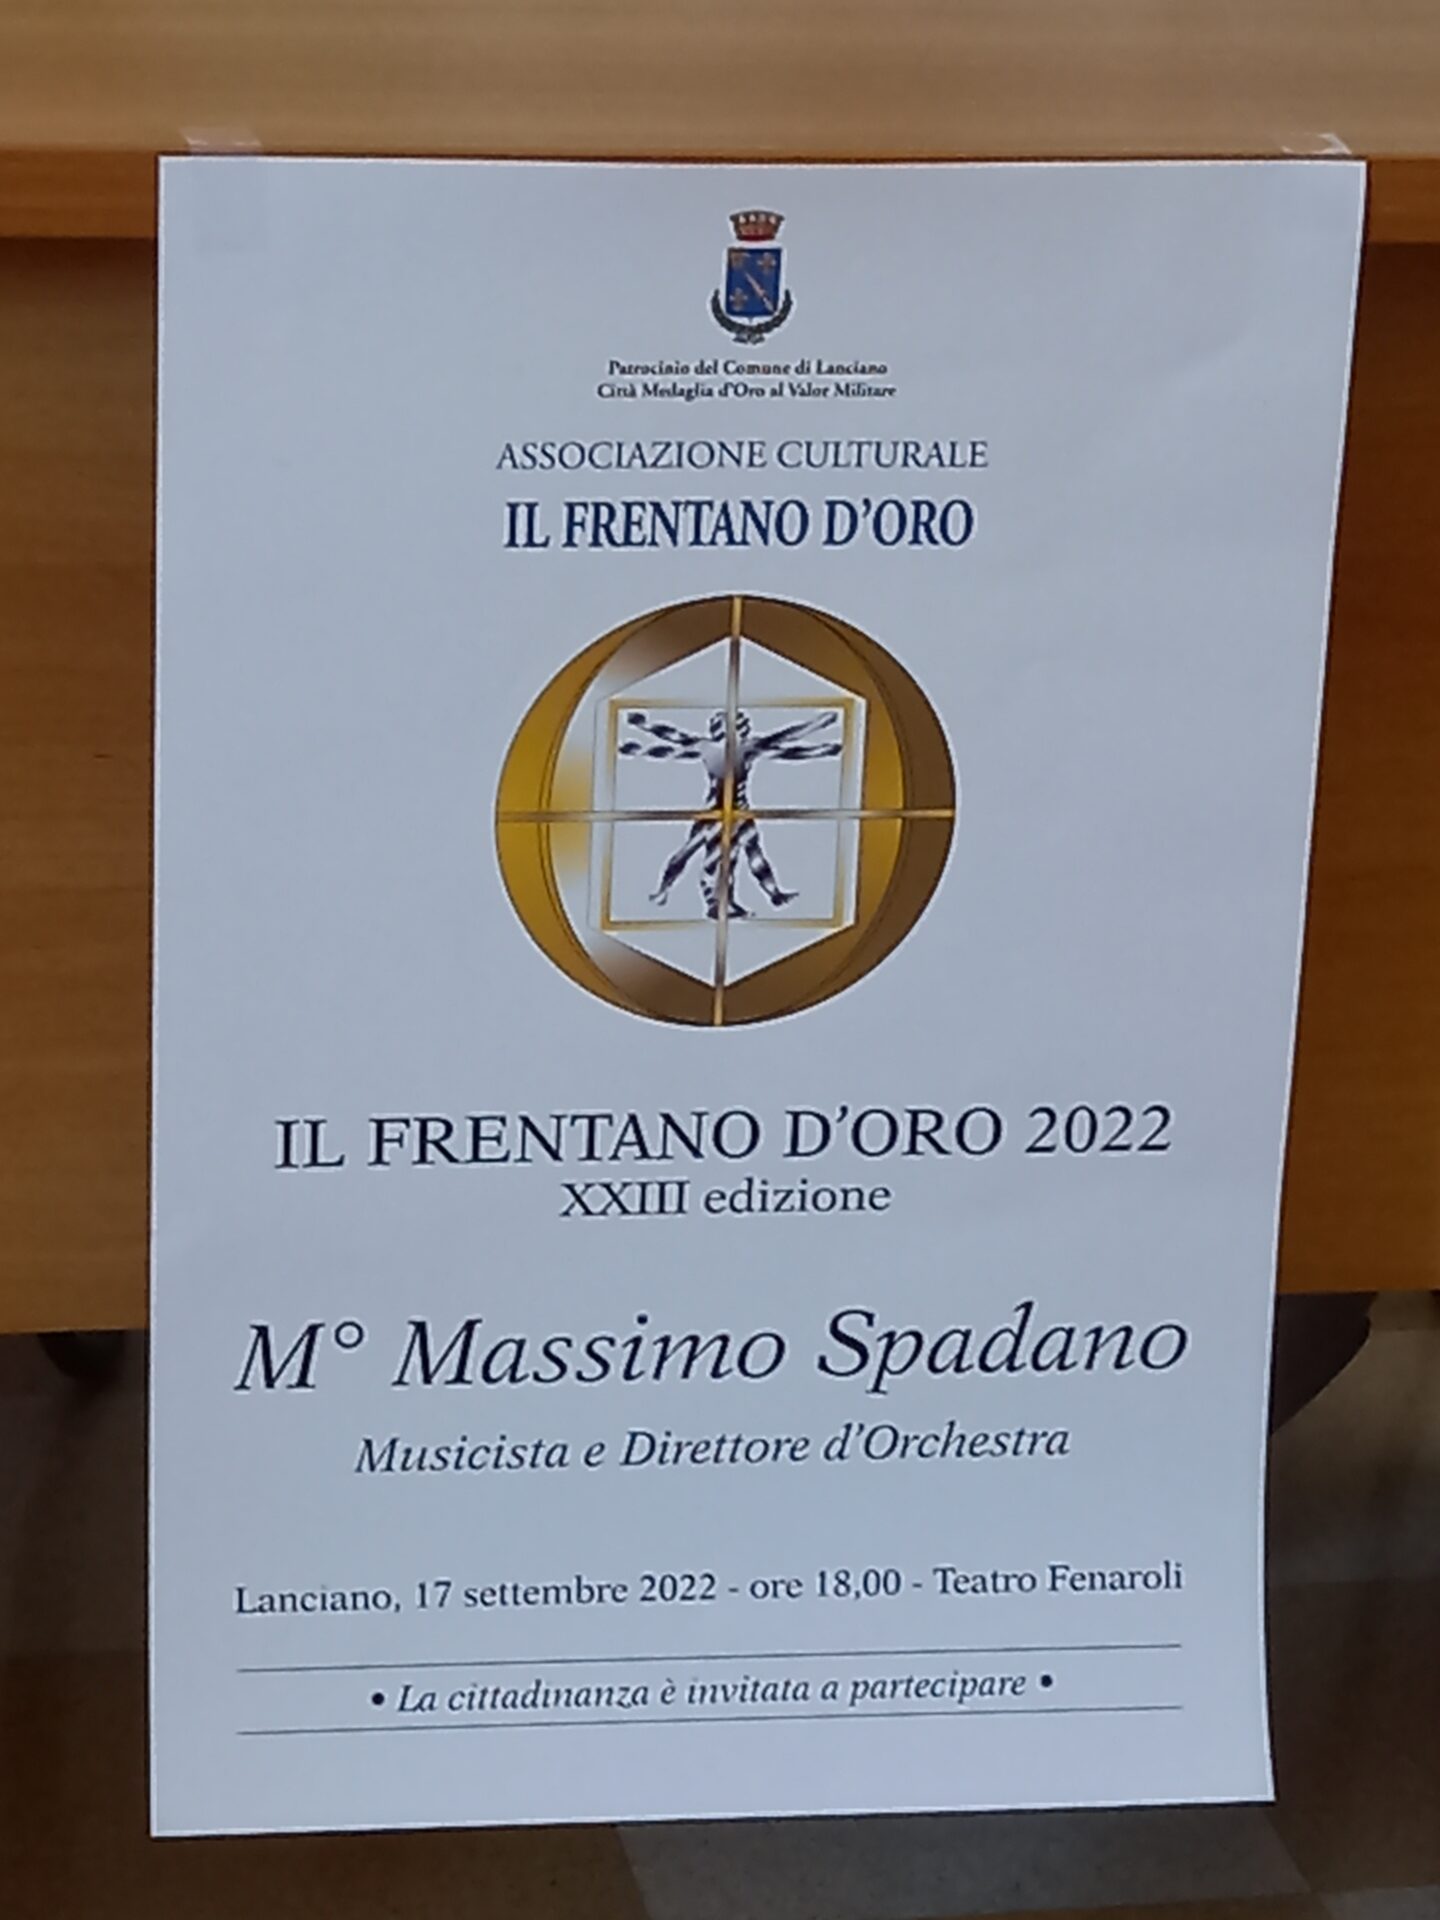 Patrocinio del Comune di Lanciano
Città Medaglia d'Oro al Valor Militare
ASSOCIAZIONE CULTURALE
IL FRENTANO D'ORO
IL FRENTANO D'ORO 2022
XXIII edizione
M° Massimo Spadano
Musicista e Direttore d'Orchestra
Lanciano, 17 settembre 2022 - ore 18,00 - Teatro Fenaroli
• La cittadinanza è invitata a partecipare •